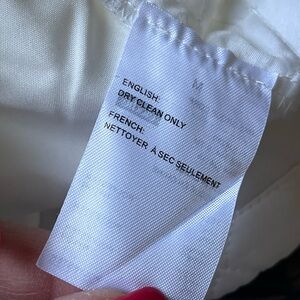 M
ENGLISH:
DRY CLEAN ONLY
FRENCH:
NETTOYER À SEC SEULEMENT